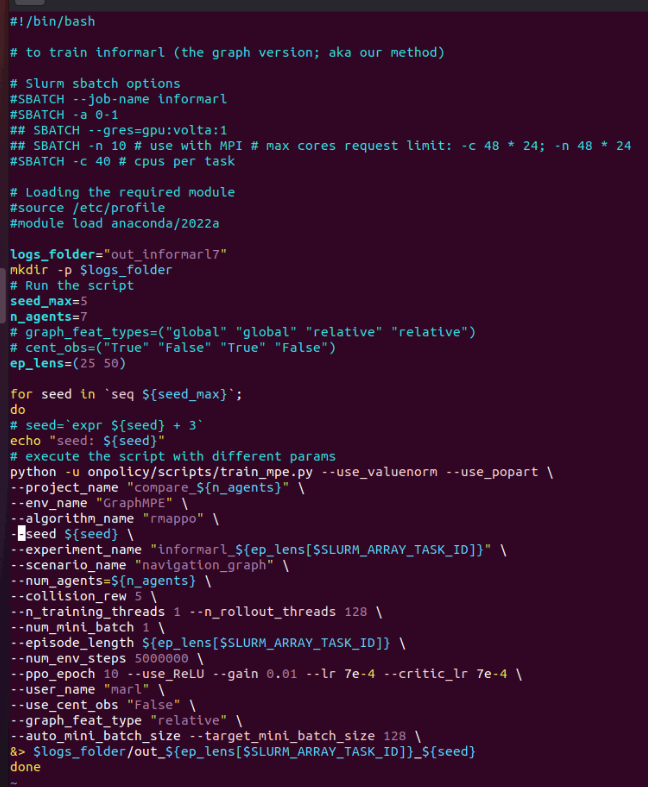 #!/bin/bash
# to train informarl (the graph version; aka our method)
# Slurm sbatch options
#SBATCH --job-name informarl
#SBATCH -a 0-1
## SBATCH --gres=gpu:volta:1
## SBATCH -n 10 # use with MPI # max cores request limit: -c 48 * 24; -n 48 * 24
#SBATCH -c 40 # cpus per task
# Loading the required module
#source /etc/profile
#module load anaconda/2022a
logs_folder="out_informarl7"
mkdir -p $logs_folder
# Run the script
seed_max=5
n_agents=7
# graph_feat_types=("global" "global" "relative" "relative")
# cent_obs=("True" "False" "True" "False")
ep_lens=(25 50)
for seed in `seq ${seed_max}`;
do
# seed=`expr ${seed} + 3`
echo "seed: ${seed}"
# execute the script with different params
python -u onpolicy/scripts/train_mpe.py --use_valuenorm --use_popart \
--project_name "compare_${n_agents}" \
--env_name "GraphMPE" \
--algorithm_name "rmappo" \
--seed ${seed} \
--experiment_name "informarl_${ep_lens[$SLURM_ARRAY_TASK_ID]}" \
--scenario_name "navigation_graph" \
--num_agents=${n_agents} \
--collision_rew 5 \
--n_training_threads 1 --n_rollout_threads 128 \
--num_mini_batch 1 \
--episode_length ${ep_lens[$SLURM_ARRAY_TASK_ID]} \
--num_env_steps 5000000 \
--ppo_epoch 10 --use_ReLU --gain 0.01 --lr 7e-4 --critic_lr 7e-4 \
--user_name "marl" \
--use_cent_obs "False" \
--graph_feat_type "relative" \
--auto_mini_batch_size --target_mini_batch_size 128 \
&> $logs_folder/out_${ep_lens[$SLURM_ARRAY_TASK_ID]}_${seed}
done
~